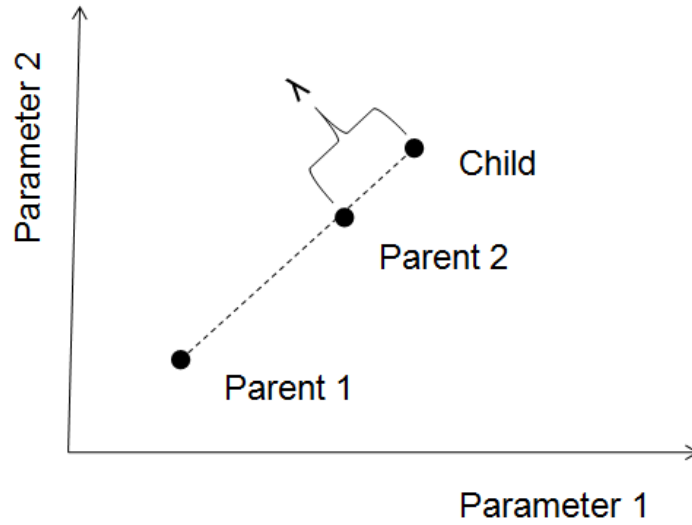 Parameter 2
λ
Child
Parent 2
Parent 1
Parameter 1